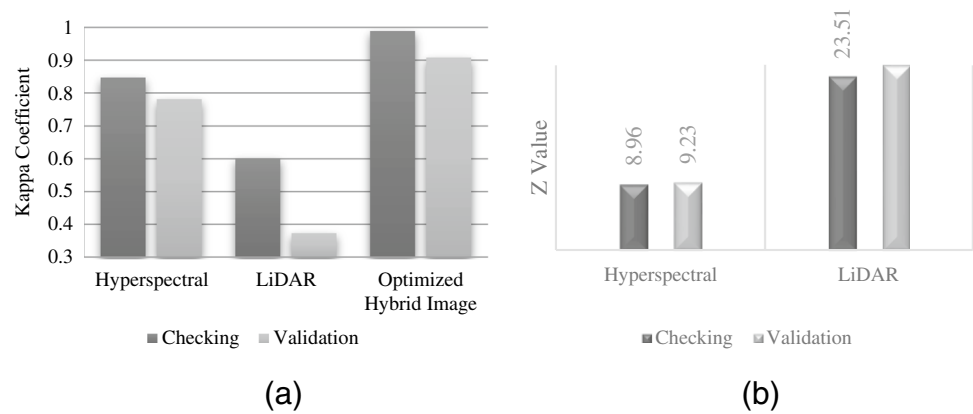 1
0.9
0.8
0.7
0.6
0.5
0.4
0.3
Kappa Coefficient
Hyperspectral
LiDAR
Optimized
Hybrid Image
Checking
Validation
(a)
Z Value
8.96
9.23
23.51
Hyperspectral
LiDAR
Checking
Validation
(b)